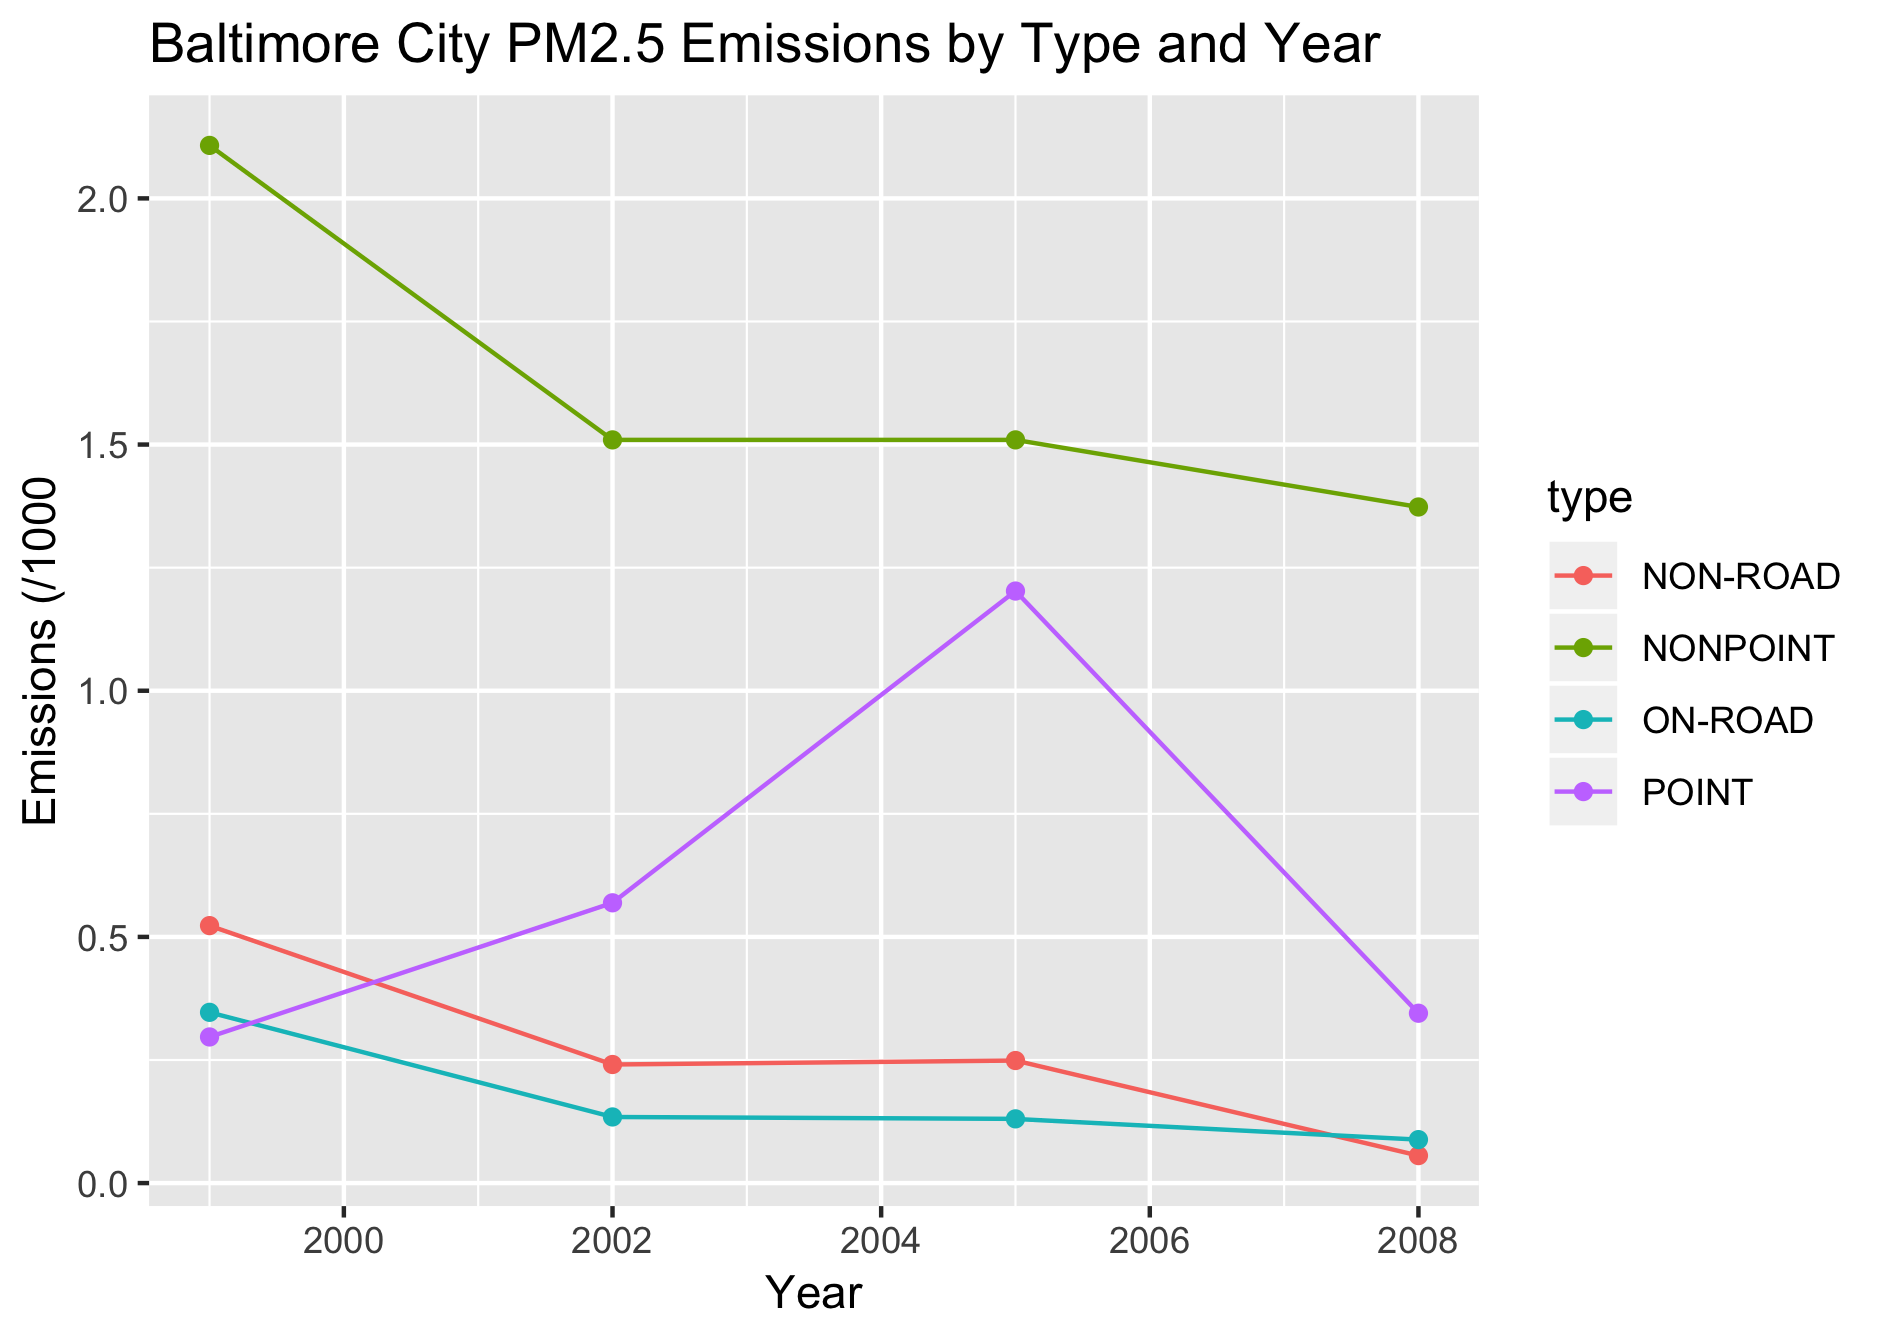 Baltimore City PM2.5 Emissions by Type and Year
Emissions (/1000
2.0
1.5
1.0
0.5
0.0
2000 2002 2004 2006 2008
Year
type
NON-ROAD
NONPOINT
ON-ROAD
POINT